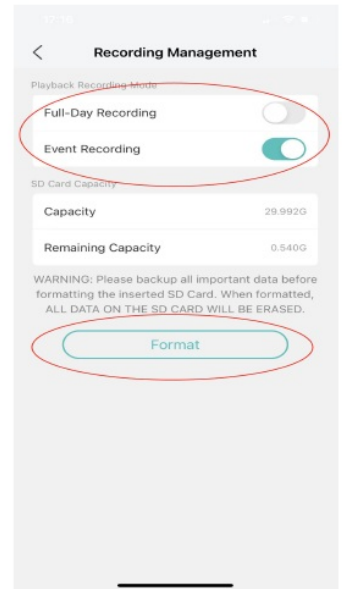 Recording Management
Playback Recording Mode
Full-Day Recording
Event Recording
SD Card Capacity
Capacity 29.992G
Remaining Capacity 0.540G
WARNING: Please backup all important data before
formatting the inserted SD Card. When formatted,
ALL DATA ON THE SD CARD WILL BE ERASED.
Format